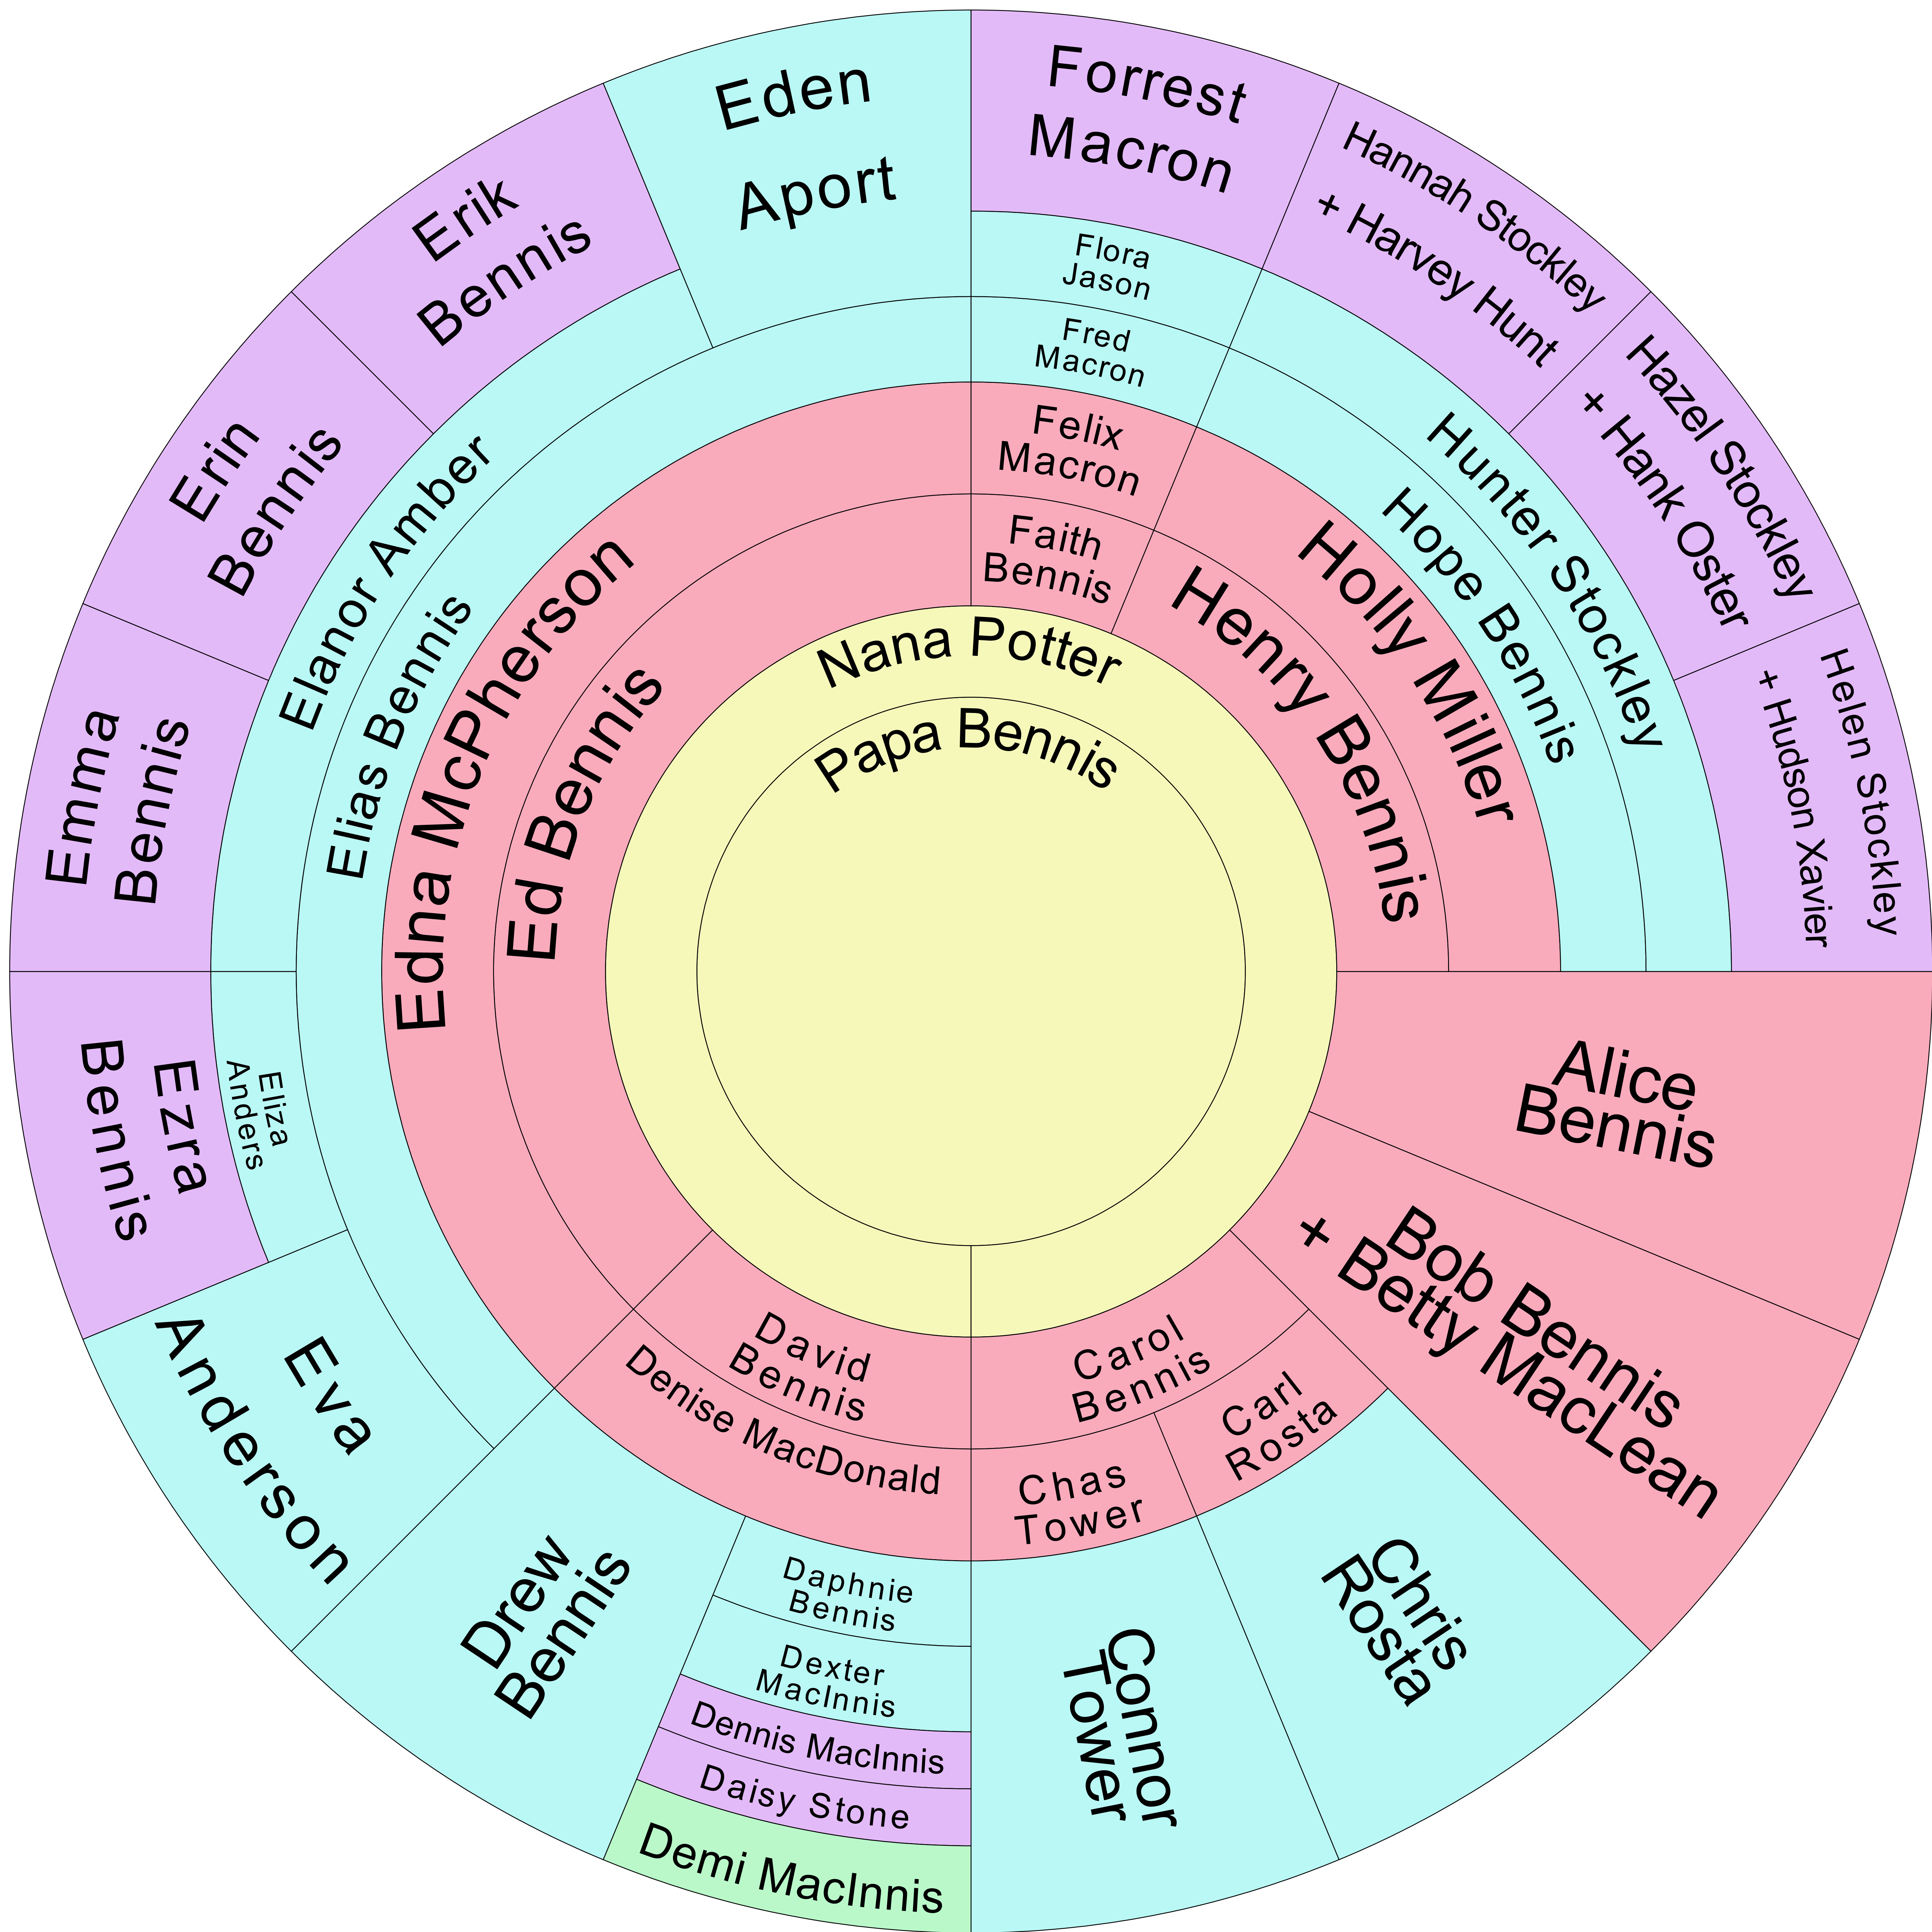 Papa Bennis
Nana Potter
Alice
Bennis
Bob Bennis
+ Betty MacLean
Carol
Bennis
Carl
Rosta
Chris
Rosta
Chas
Tower
Connor
Tower
David
Bennis
Denise MacDonald
Daphnie
Bennis
Dexter
MacInnis
Dennis MacInnis
Daisy Stone
Demi MacInnis
Drew
Bennis
Ed Bennis
Edna McPherson
Eva
Anderson
Elias Bennis
Eliza
Anders
Ezra
Bennis
Elanor Amber
Emma
Bennis
Erin
Bennis
Erik
Bennis
Eden
Aport
Faith
Bennis
Felix
Macron
Fred
Macron
Flora
Jason
Forrest
Macron
Henry Bennis
Holly Miller
Hope Bennis
Hunter Stockley
Hannah Stockley
+ Harvey Hunt
Hazel Stockley
+ Hank Oster
Helen Stockley
+ Hudson Xavier